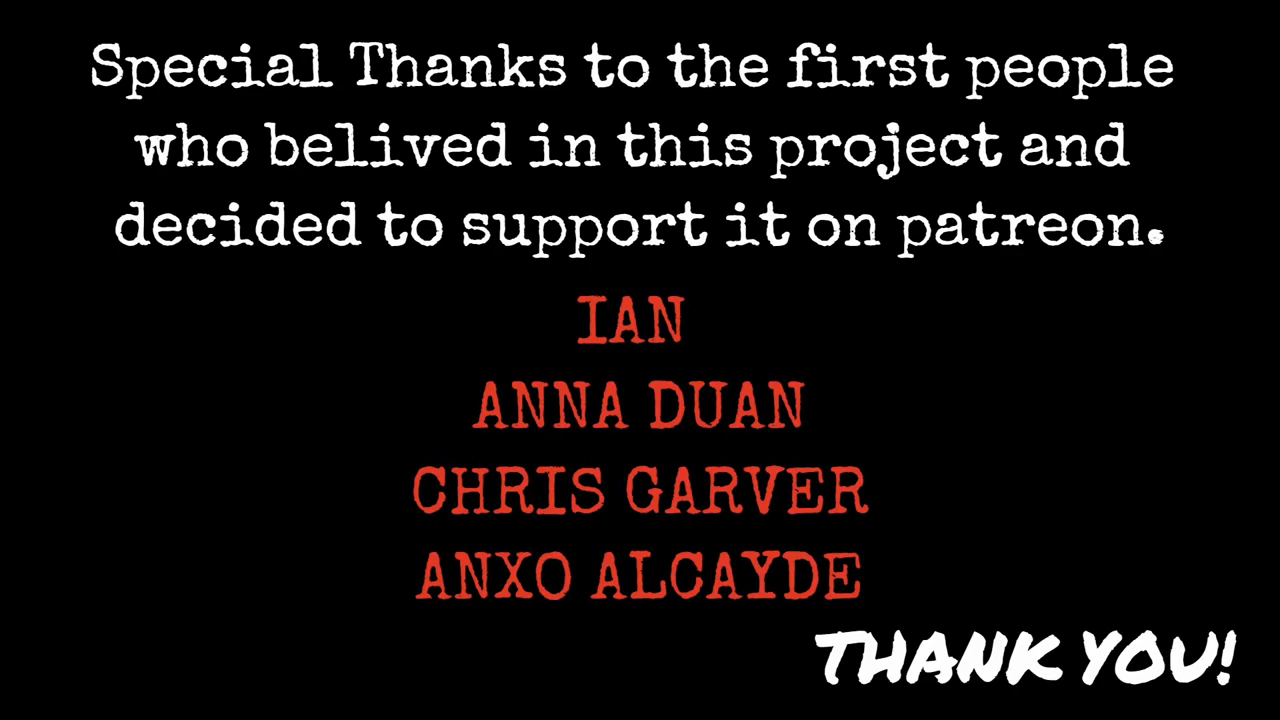 Special Thanks to the first people
who belived in this project and
decided to support it on patreon.
IAN
ANNA DUAN
CHRIS GARVER
ANXO ALCAYDE
THANK YOU!